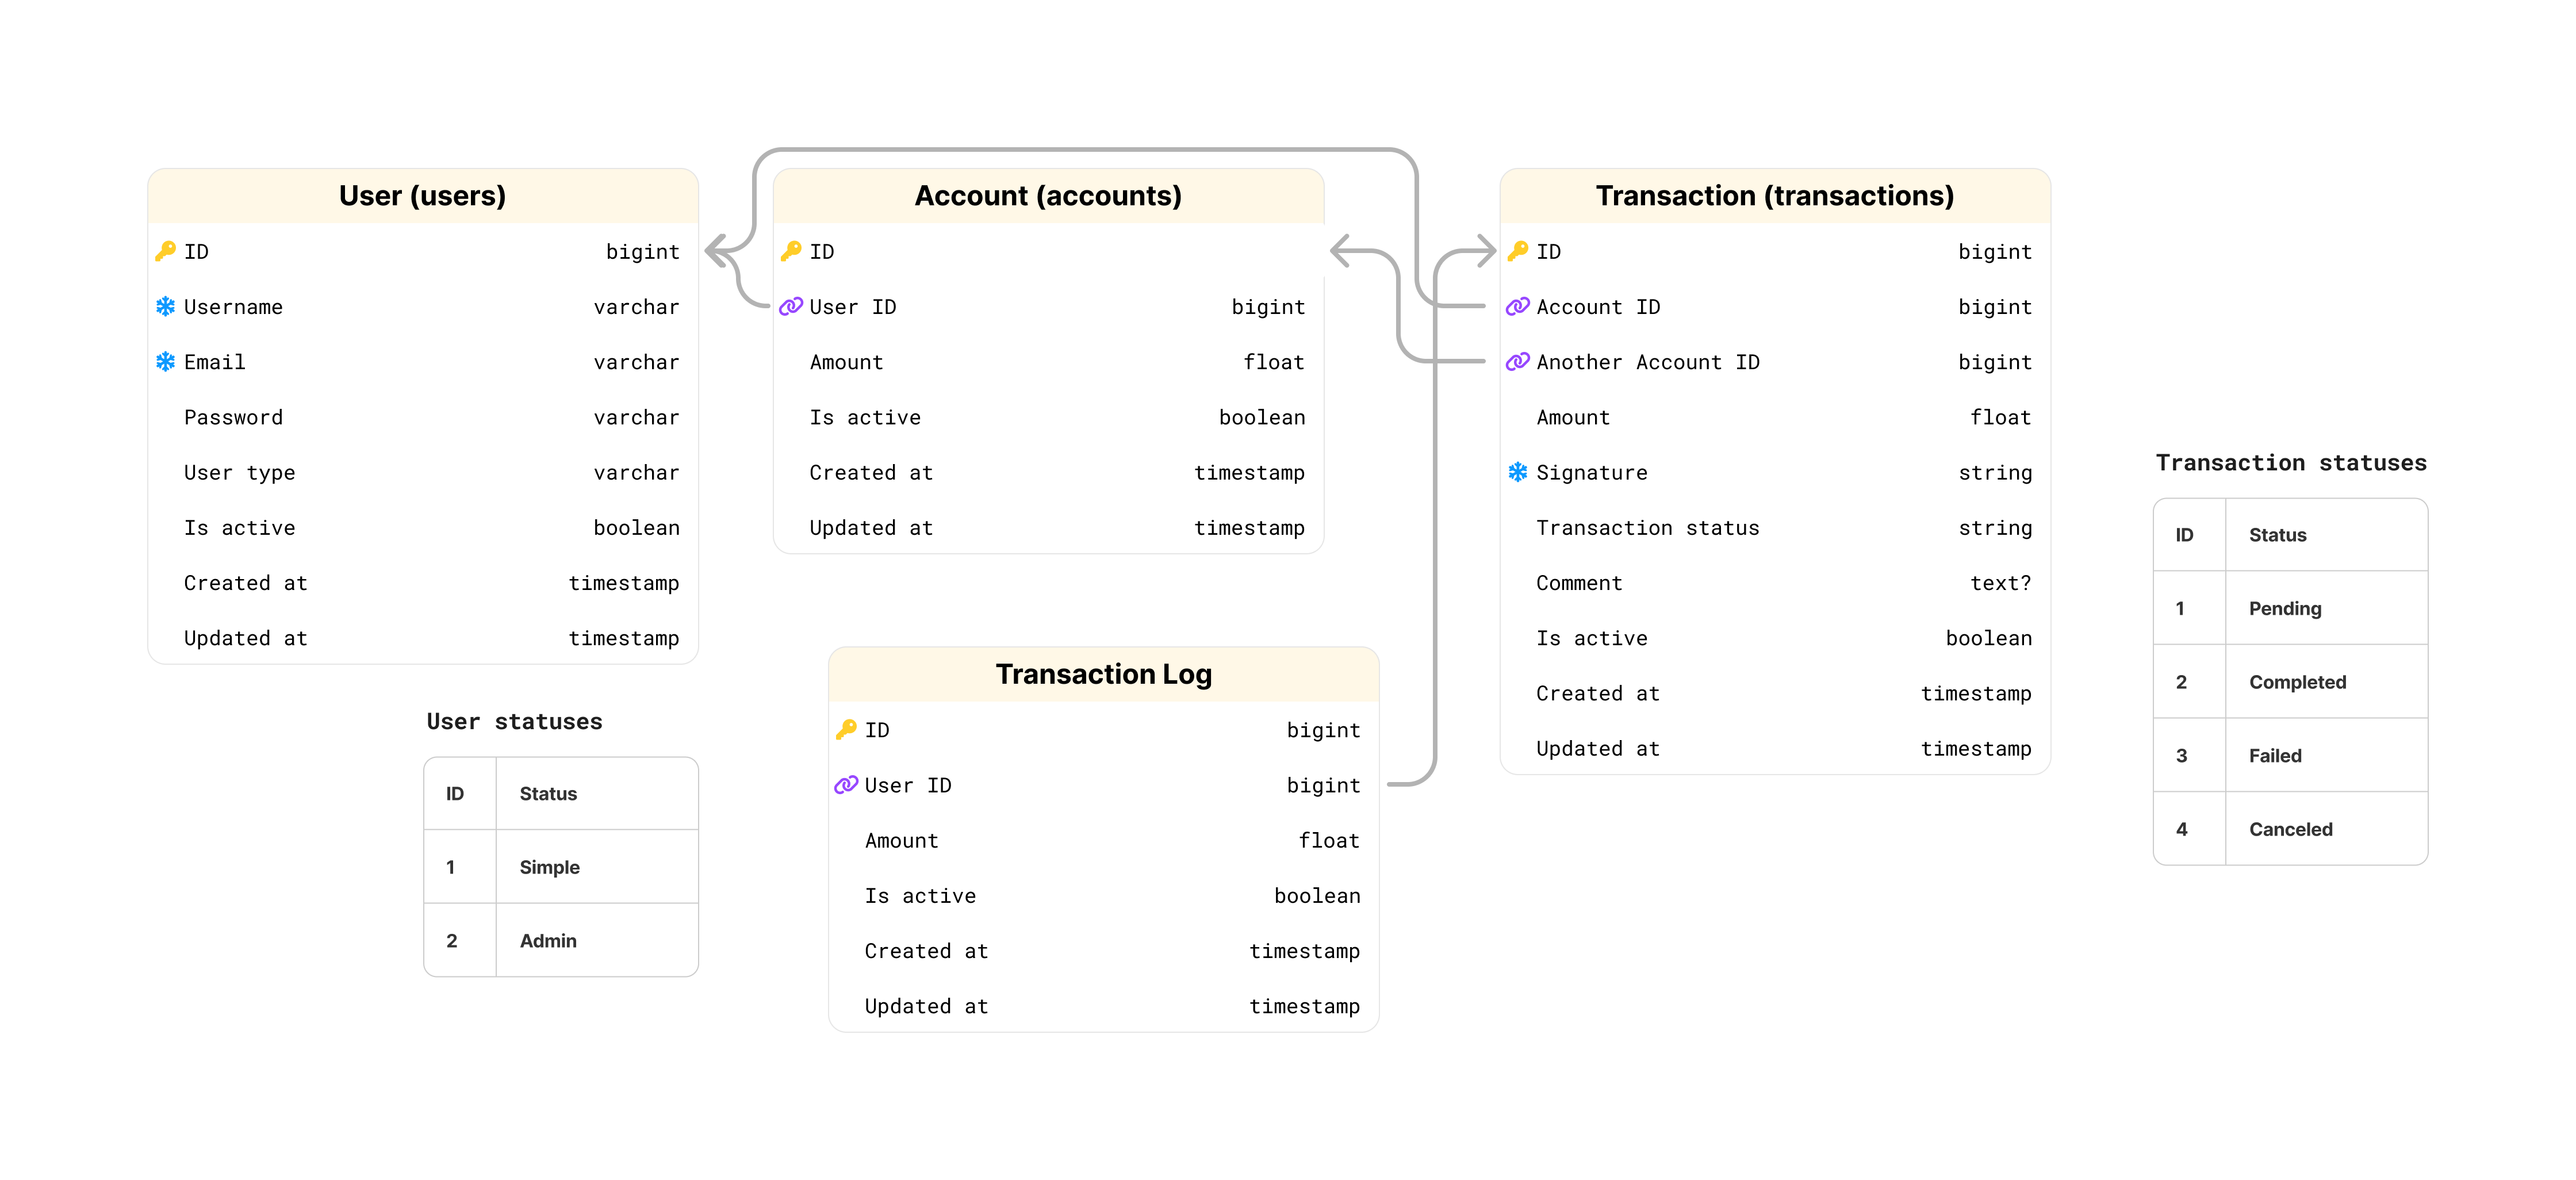 User (users)
ID bigint
Username varchar
Email varchar
Password varchar
User type varchar
Is active boolean
Created at timestamp
Updated at timestamp
User statuses
ID Status
1 Simple
2 Admin
Account (accounts)
ID
User ID bigint
Amount float
Is active boolean
Created at timestamp
Updated at timestamp
Transaction Log
ID bigint
User ID bigint
Amount float
Is active boolean
Created at timestamp
Updated at timestamp
Transaction (transactions)
ID bigint
Account ID bigint
Another Account ID bigint
Amount float
Signature string
Transaction status string
Comment text?
Is active boolean
Created at timestamp
Updated at timestamp
Transaction statuses
ID Status
1 Pending
2 Completed
3 Failed
4 Canceled